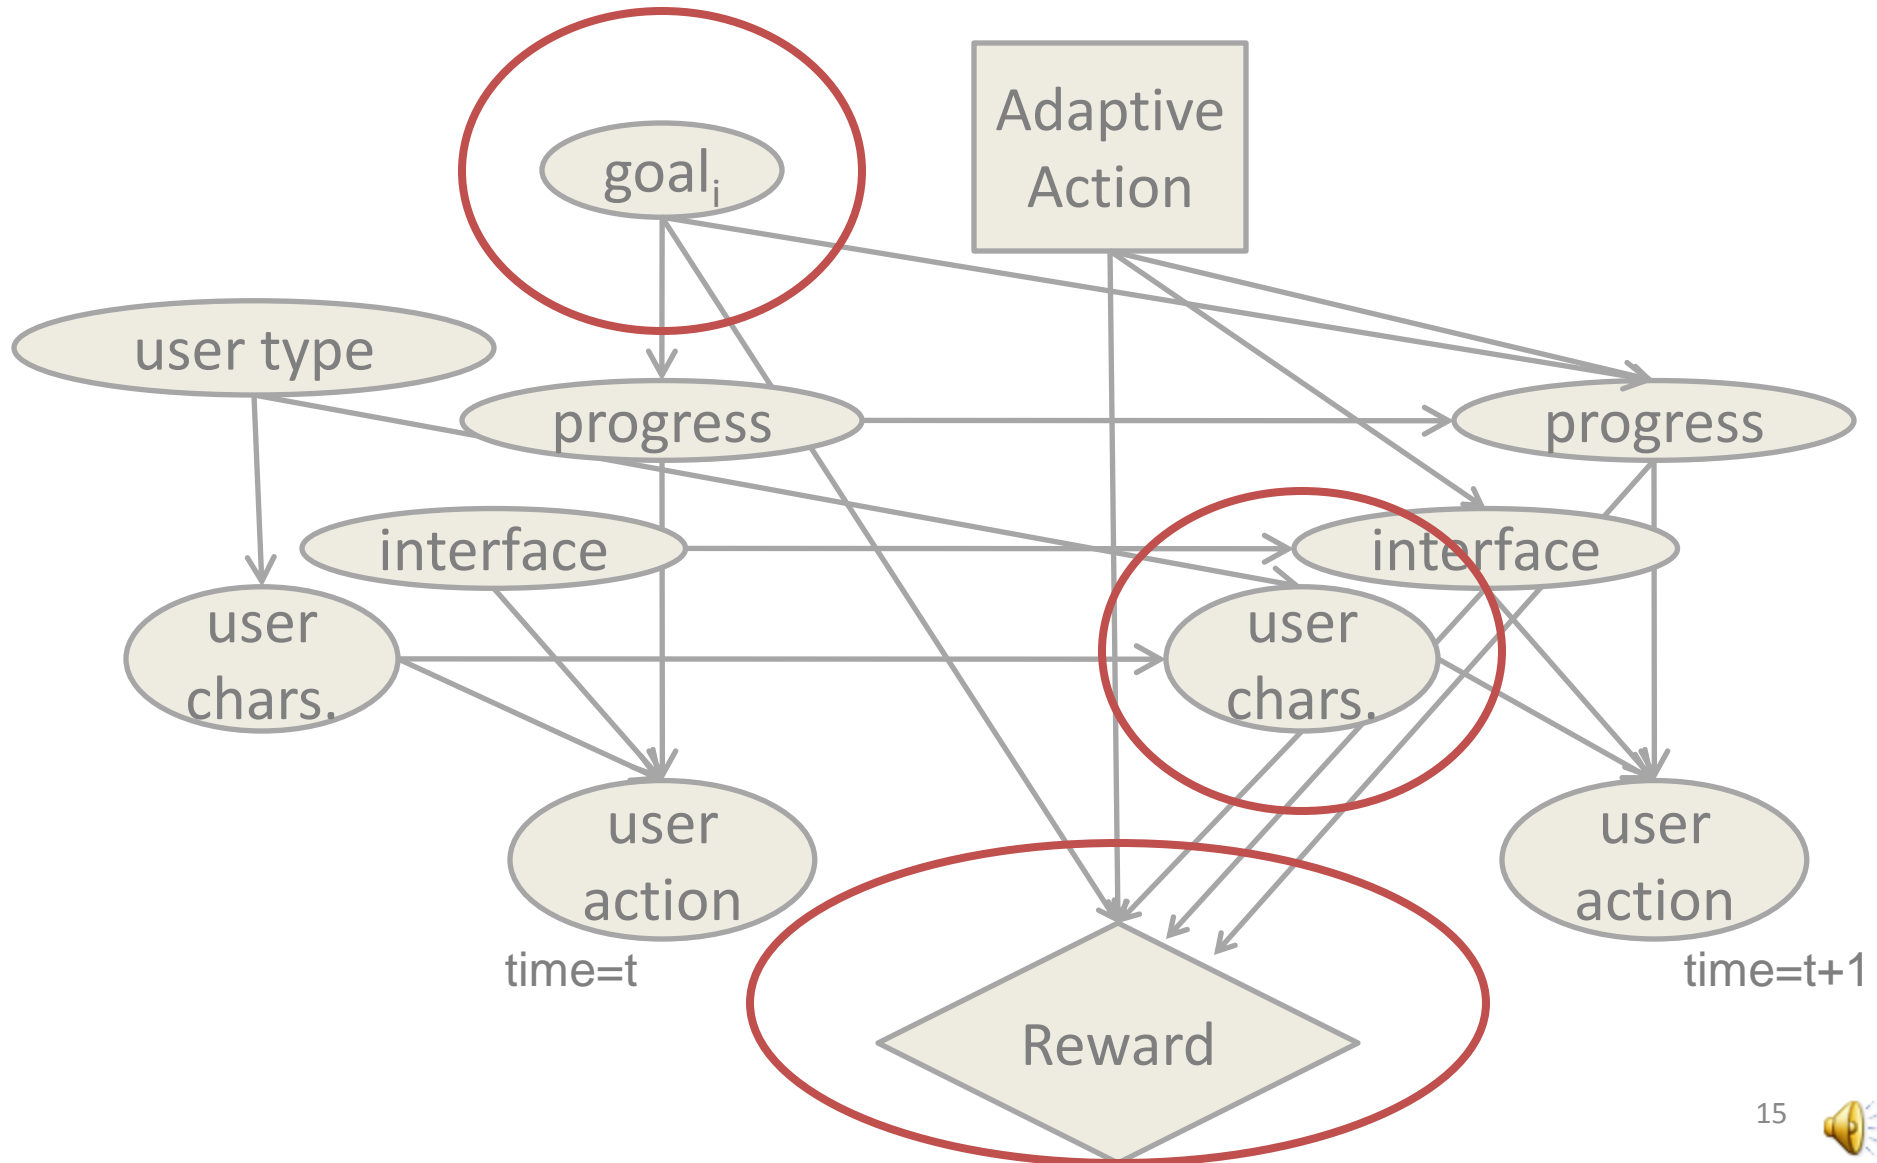 Adaptive
Action
goalᵢ
user type
progress
progress
interface
interface
user
chars.
user
chars.
user
action
user
action
time=t
time=t+1
Reward
15